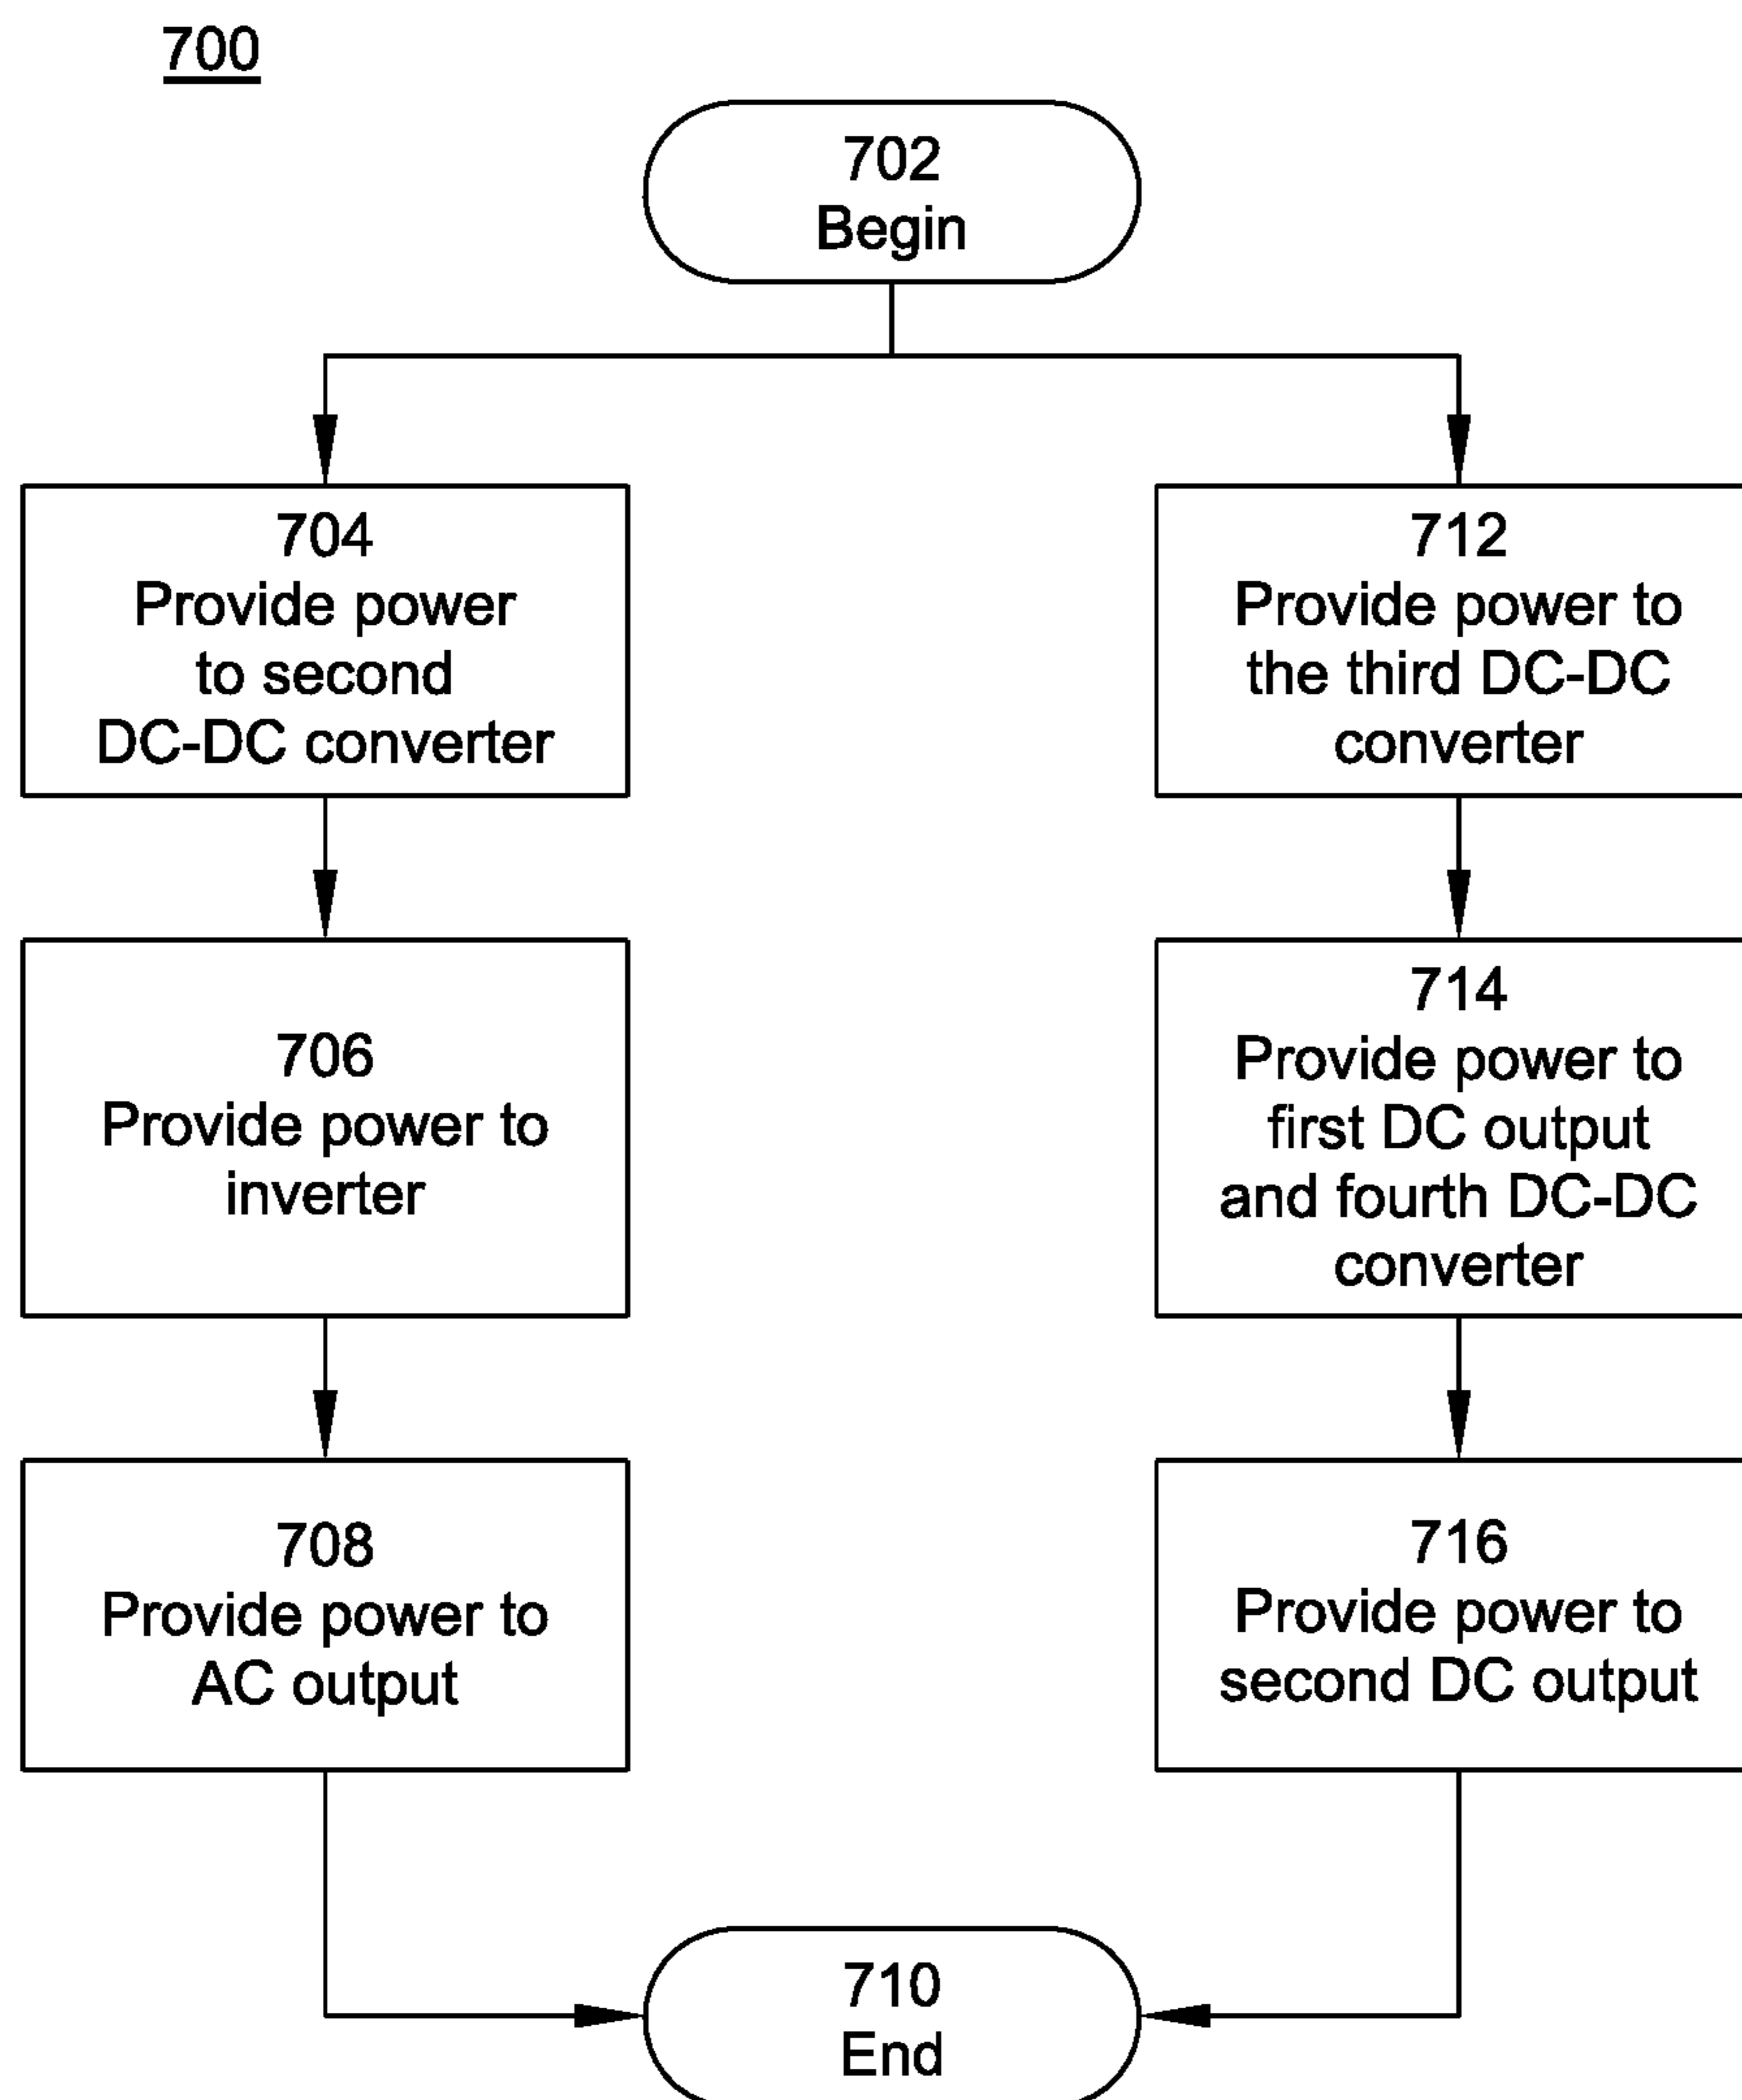 700
702
Begin
704
Provide power
to second
DC-DC converter
706
Provide power to
inverter
708
Provide power to
AC output
712
Provide power to
the third DC-DC
converter
714
Provide power to
first DC output
and fourth DC-DC
converter
716
Provide power to
second DC output
710
End